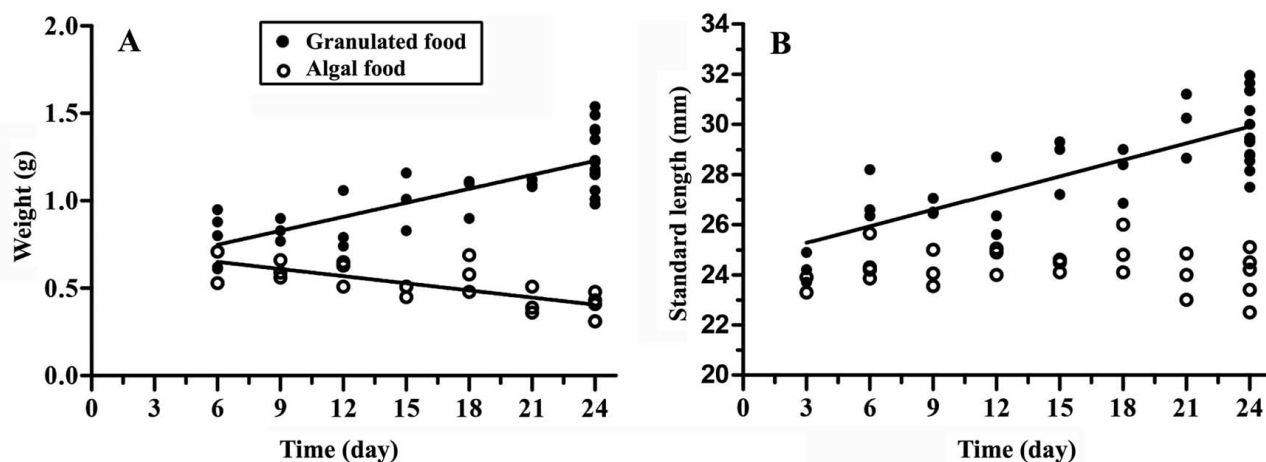 A
Granulated food
Algal food
Weight (g)
2.0
1.5
1.0
0.5
0.0
0 3 6 9 12 15 18 21 24
Time (day)
B
Standard length (mm)
34
32
30
28
26
24
22
20
0 3 6 9 12 15 18 21 24
Time (day)